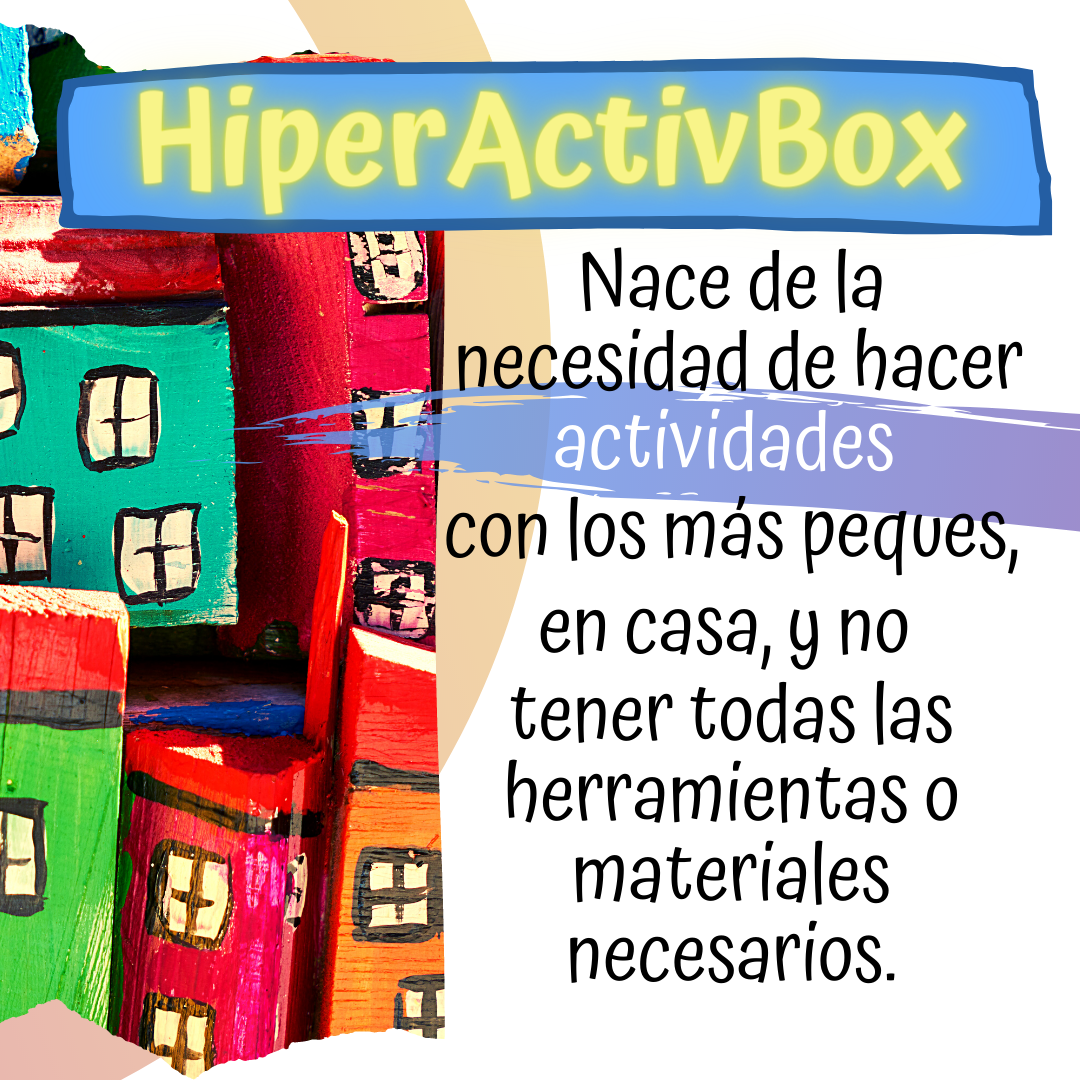 HiperActivBox
Nace de la
necesidad de hacer
actividades
con los más peques,
en casa, y no
tener todas las
herramientas o
materiales
necesarios.